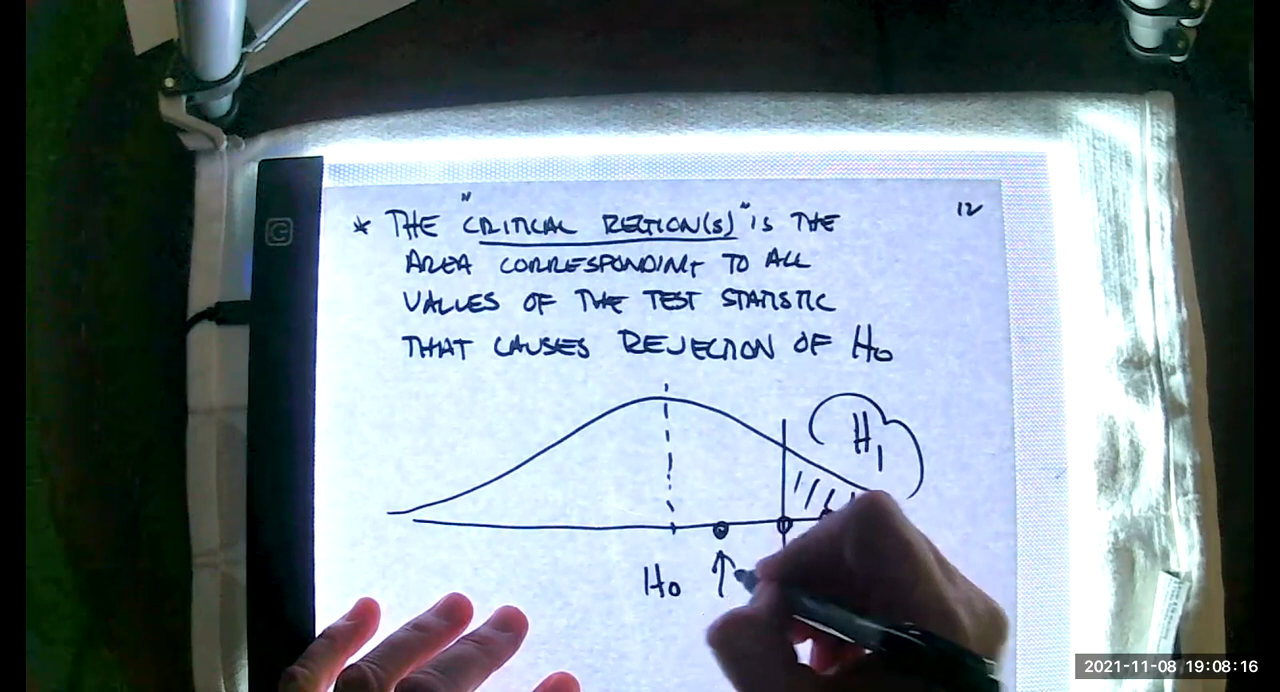 * THE "CRITICAL REGION(S)" IS THE
12
AREA CORRESPONDING TO ALL
VALUES OF THE TEST STATISTIC
THAT CAUSES REJECTION OF H0
H1
H0
2021-11-08 19:08:16